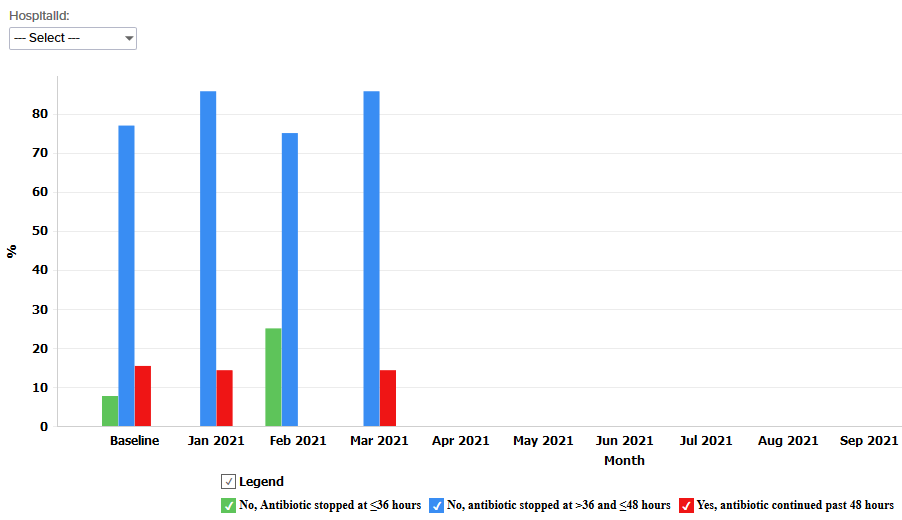 HospitalId:
--- Select ---
80
70
60
50
40
30
20
10
0
%
Baseline Jan 2021 Feb 2021 Mar 2021 Apr 2021 May 2021 Jun 2021 Jul 2021 Aug 2021 Sep 2021
Month
Legend
No, Antibiotic stopped at ≤36 hours No, antibiotic stopped at >36 and ≤48 hours Yes, antibiotic continued past 48 hours